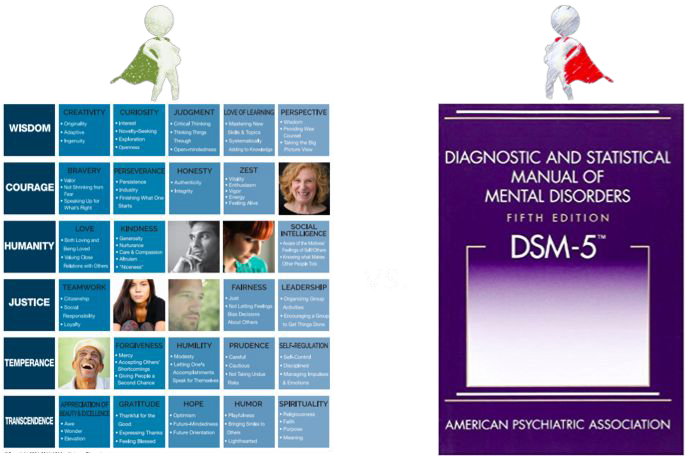 WISDOM
CREATIVITY
• Originality
• Adaptive
• Ingenuity
CURIOSITY
• Interest
• Novelty-Seeking
• Exploration
• Openness
JUDGMENT
• Critical Thinking
• Thinking Things
Through
• Open-mindedness
LOVE OF LEARNING
• Mastering New
Skills & Topics
• Systematically
Adding to Knowledge
PERSPECTIVE
• Wisdom
• Providing Wise
Counsel
• Taking the Big
Picture View
COURAGE
BRAVERY
• Valor
• Not Shrinking from
Fear
• Speaking Up for
What's Right
PERSEVERANCE
• Persistence
• Industry
• Finishing What One
Starts
HONESTY
• Authenticity
• Integrity
ZEST
• Vitality
• Enthusiasm
• Vigor
• Energy
• Feeling Alive
HUMANITY
LOVE
• Both Loving and
Being Loved
• Valuing Close
Relations with Others
KINDNESS
• Generosity
• Nurturance
• Care & Compassion
• Altruism
• "Niceness"
SOCIAL
INTELLIGENCE
• Aware of the Motives/
Feelings of Self/Others
• Knowing what Makes
Other People Tick
JUSTICE
TEAMWORK
• Citizenship
• Social
Responsibility
• Loyalty
FAIRNESS
• Just
• Not Letting Feelings
Bias Decisions
About Others
LEADERSHIP
• Organizing Group
Activities
• Encouraging a Group
to Get Things Done
TEMPERANCE
FORGIVENESS
• Mercy
• Accepting Others'
Shortcomings
• Giving People a
Second Chance
HUMILITY
• Modesty
• Letting One's
Accomplishments
Speak for Themselves
PRUDENCE
• Careful
• Cautious
• Not Taking Undue
Risks
SELF-REGULATION
• Self-Control
• Disciplined
• Managing Impulses
& Emotions
TRANSCENDENCE
APPRECIATION OF
BEAUTY & EXCELLENCE
• Awe
• Wonder
• Elevation
GRATITUDE
• Thankful for the
Good
• Expressing Thanks
• Feeling Blessed
HOPE
• Optimism
• Future-Mindedness
• Future Orientation
HUMOR
• Playfulness
• Bringing Smiles to
Others
• Lighthearted
SPIRITUALITY
• Religiousness
• Faith
• Purpose
• Meaning
vs.
DIAGNOSTIC AND STATISTICAL
MANUAL OF
MENTAL DISORDERS
FIFTH EDITION
DSM-5™
AMERICAN PSYCHIATRIC ASSOCIATION